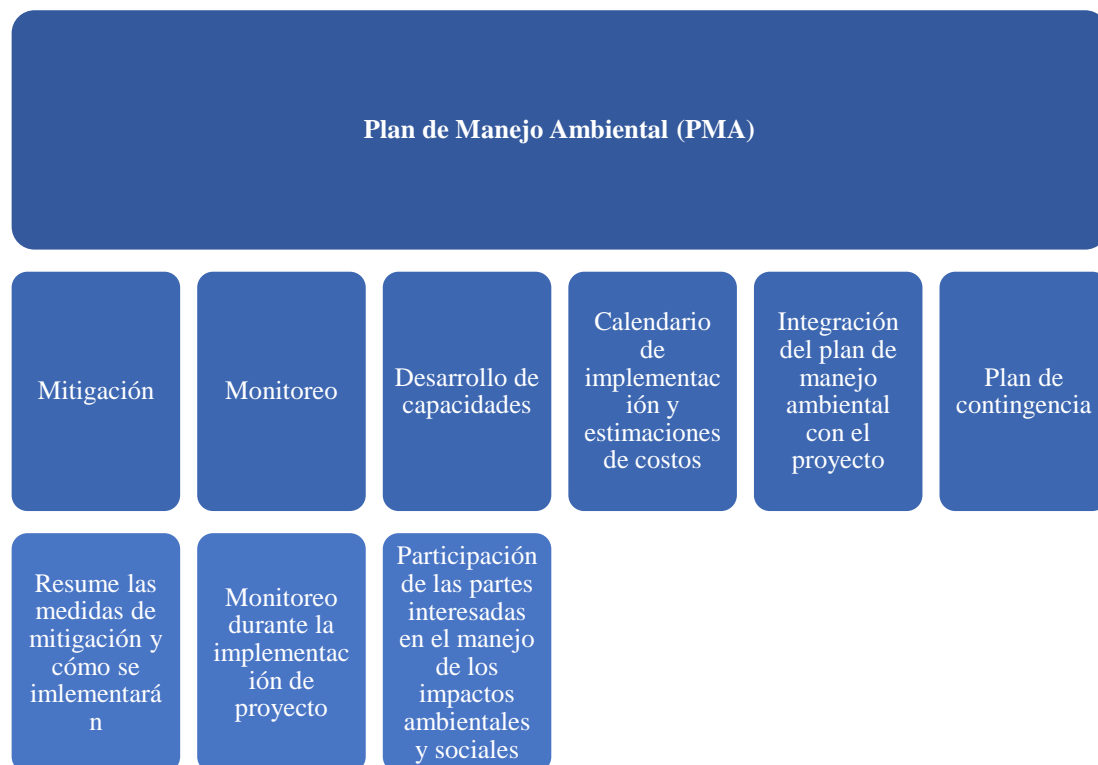 Plan de Manejo Ambiental (PMA)
Mitigación
Monitoreo
Desarrollo de
capacidades
Calendario
de
implementac
ión y
estimaciones
de costos
Integración
del plan de
manejo
ambiental
con el
proyecto
Plan de
contingencia
Resume las
medidas de
mitigación y
cómo se
imlementará
n
Monitoreo
durante la
implementac
ión de
proyecto
Participación
de las partes
interesadas
en el manejo
de los
impactos
ambientales
y sociales